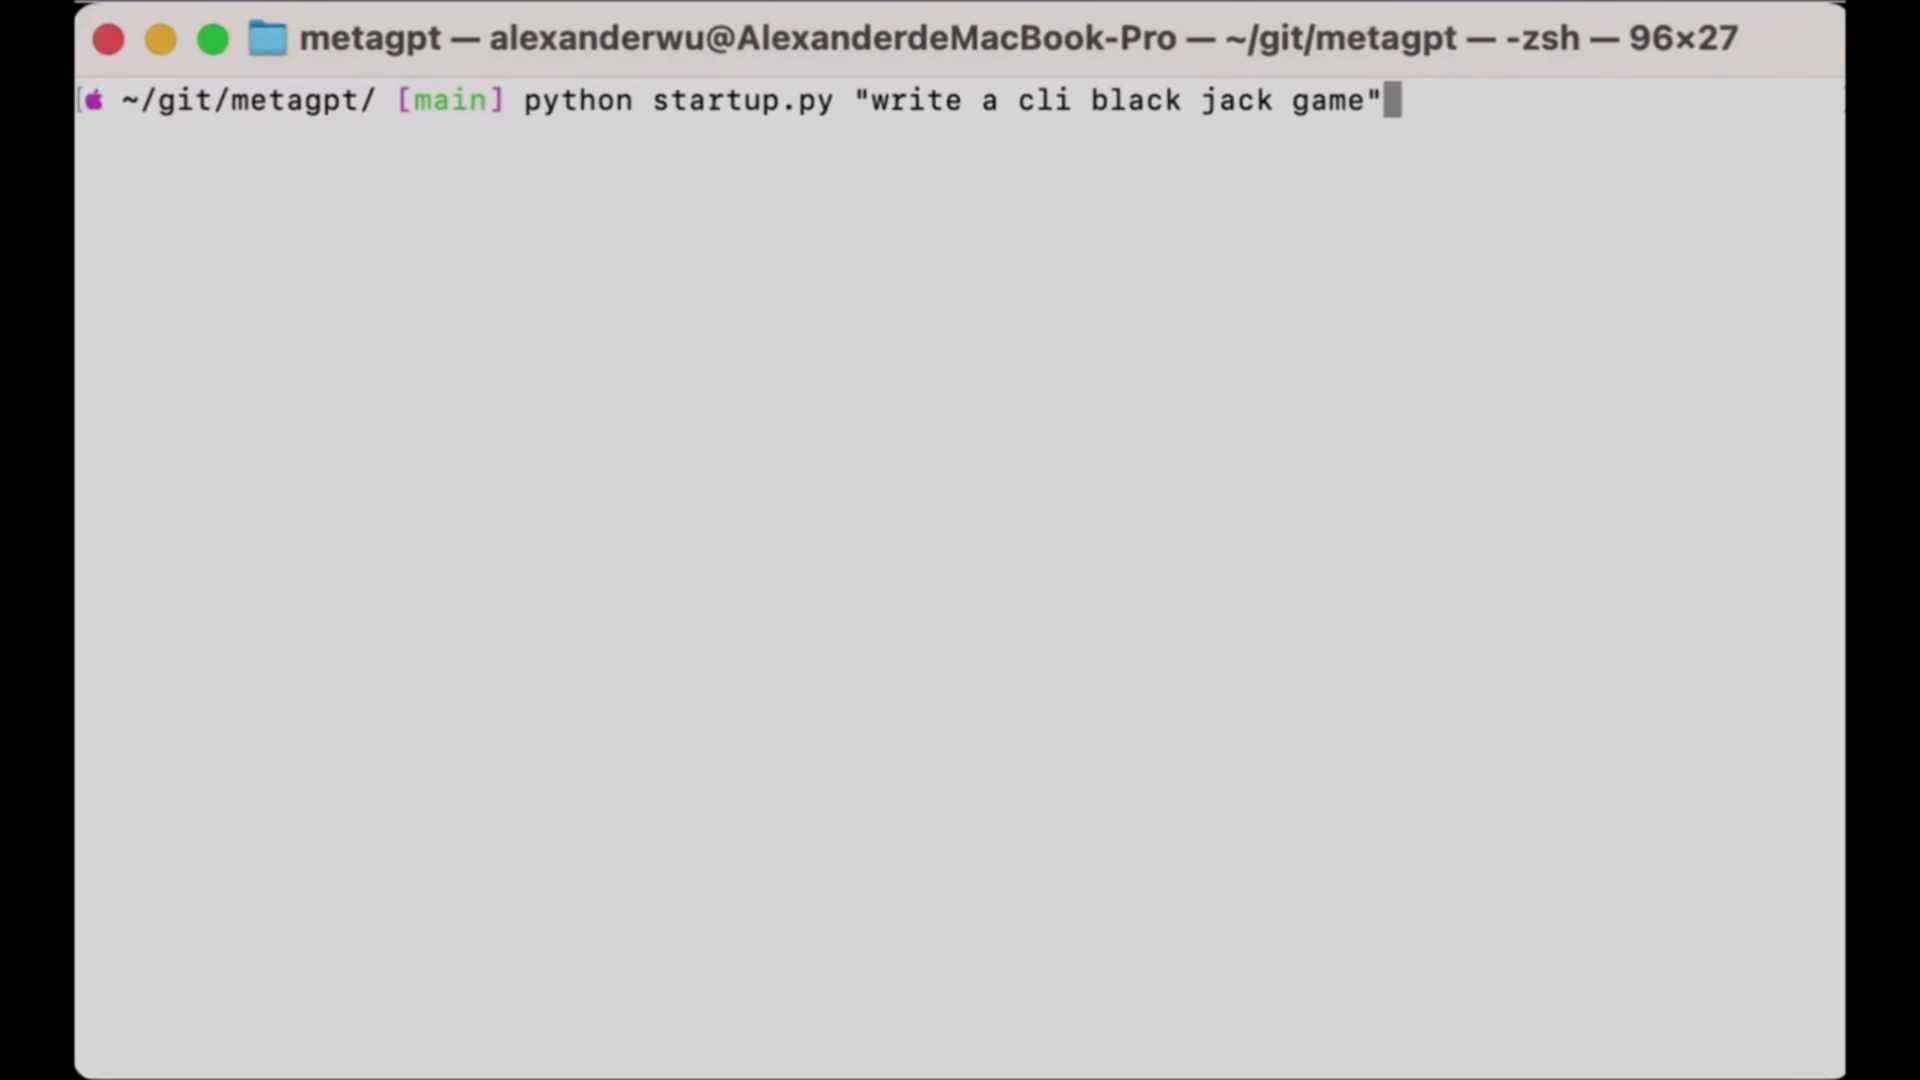 metagpt — alexanderwu@AlexanderdeMacBook-Pro — ~/git/metagpt — -zsh — 96×27
~/git/metagpt/ [main] python startup.py "write a cli black jack game"